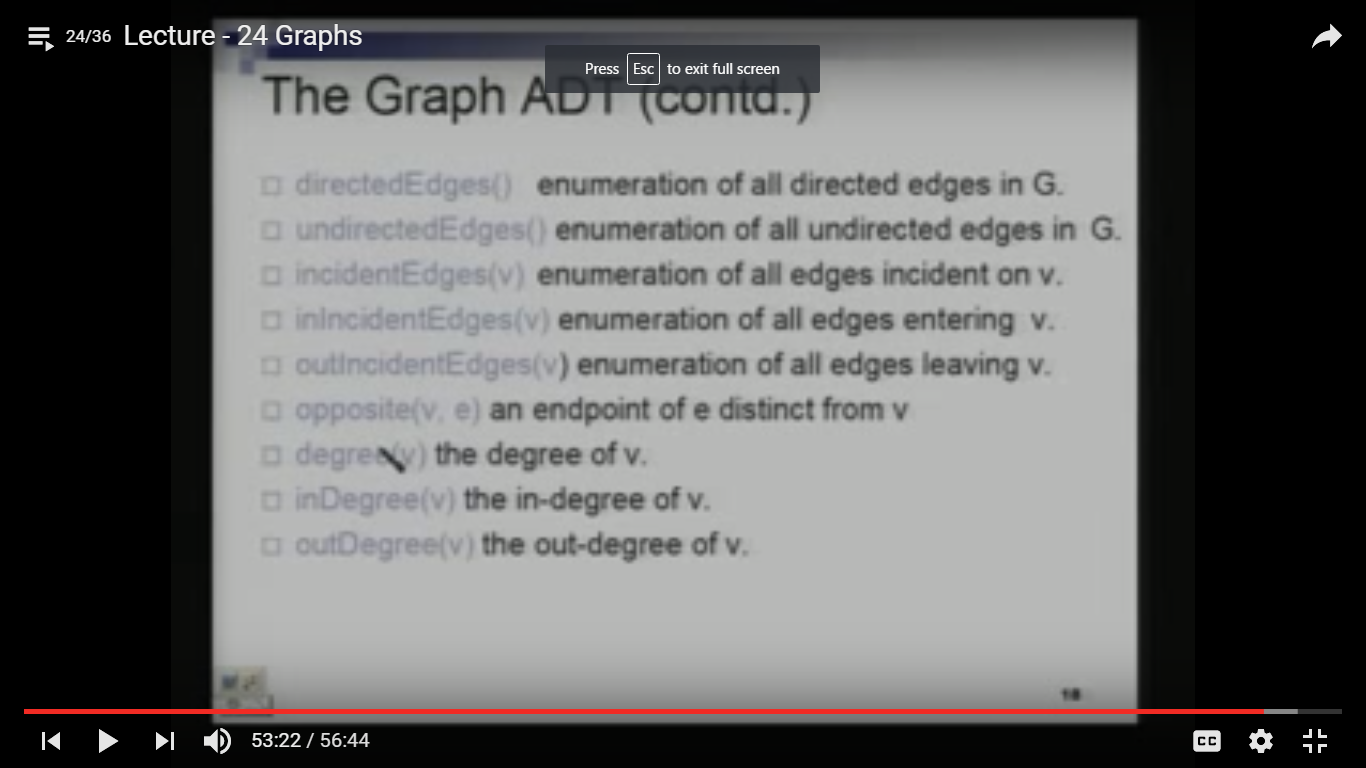 24/36 Lecture - 24 Graphs
Press Esc to exit full screen
The Graph ADT (contd.)
directedEdges() enumeration of all directed edges in G.
undirectedEdges() enumeration of all undirected edges in G.
incidentEdges(v) enumeration of all edges incident on v.
inIncidentEdges(v) enumeration of all edges entering v.
outIncidentEdges(v) enumeration of all edges leaving v.
opposite(v, e) an endpoint of e distinct from v
degree(v) the degree of v.
inDegree(v) the in-degree of v.
outDegree(v) the out-degree of v.
53:22 / 56:44
CC